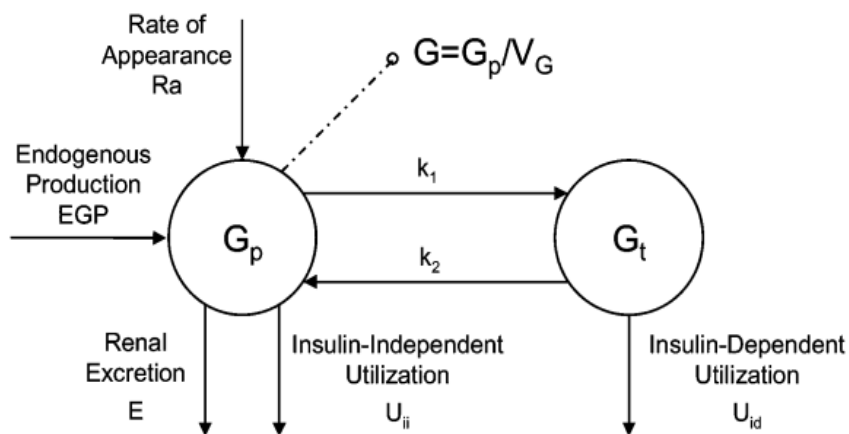 Rate of
Appearance
Ra
G=Gp/VG
Endogenous
Production
EGP
k1
Gp
Gt
k2
Renal
Excretion
E
Insulin-Independent
Utilization
Uii
Insulin-Dependent
Utilization
Uid